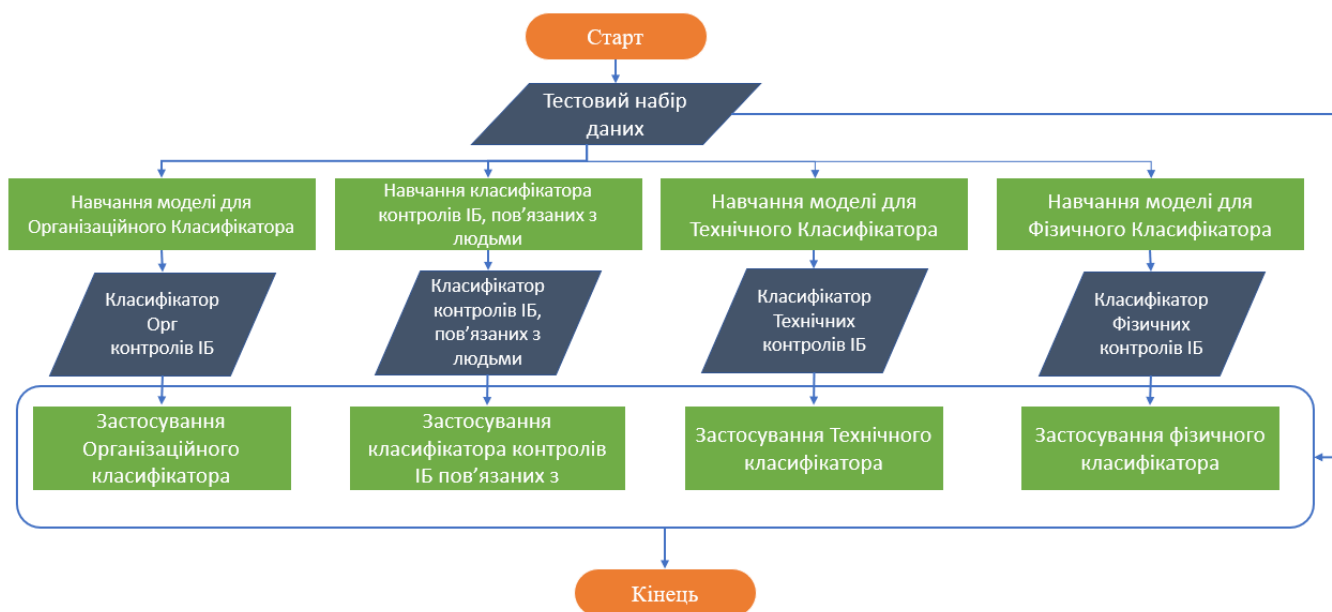 Старт
Тестовий набір
даних
Навчання моделі для
Організаційного Класифікатора
Навчання класифікатора
контролів ІБ, пов’язаних з
людьми
Навчання моделі для
Технічного Класифікатора
Навчання моделі для
Фізичного Класифікатора
Класифікатор
Орг
контролів ІБ
Класифікатор
контролів ІБ,
пов’язаних з
людьми
Класифікатор
Технічних
контролів ІБ
Класифікатор
Фізичних
контролів ІБ
Застосування
Організаційного
класифікатора
Застосування
класифікатора контролів
ІБ пов’язаних з
Застосування Технічного
класифікатора
Застосування фізичного
класифікатора
Кінець